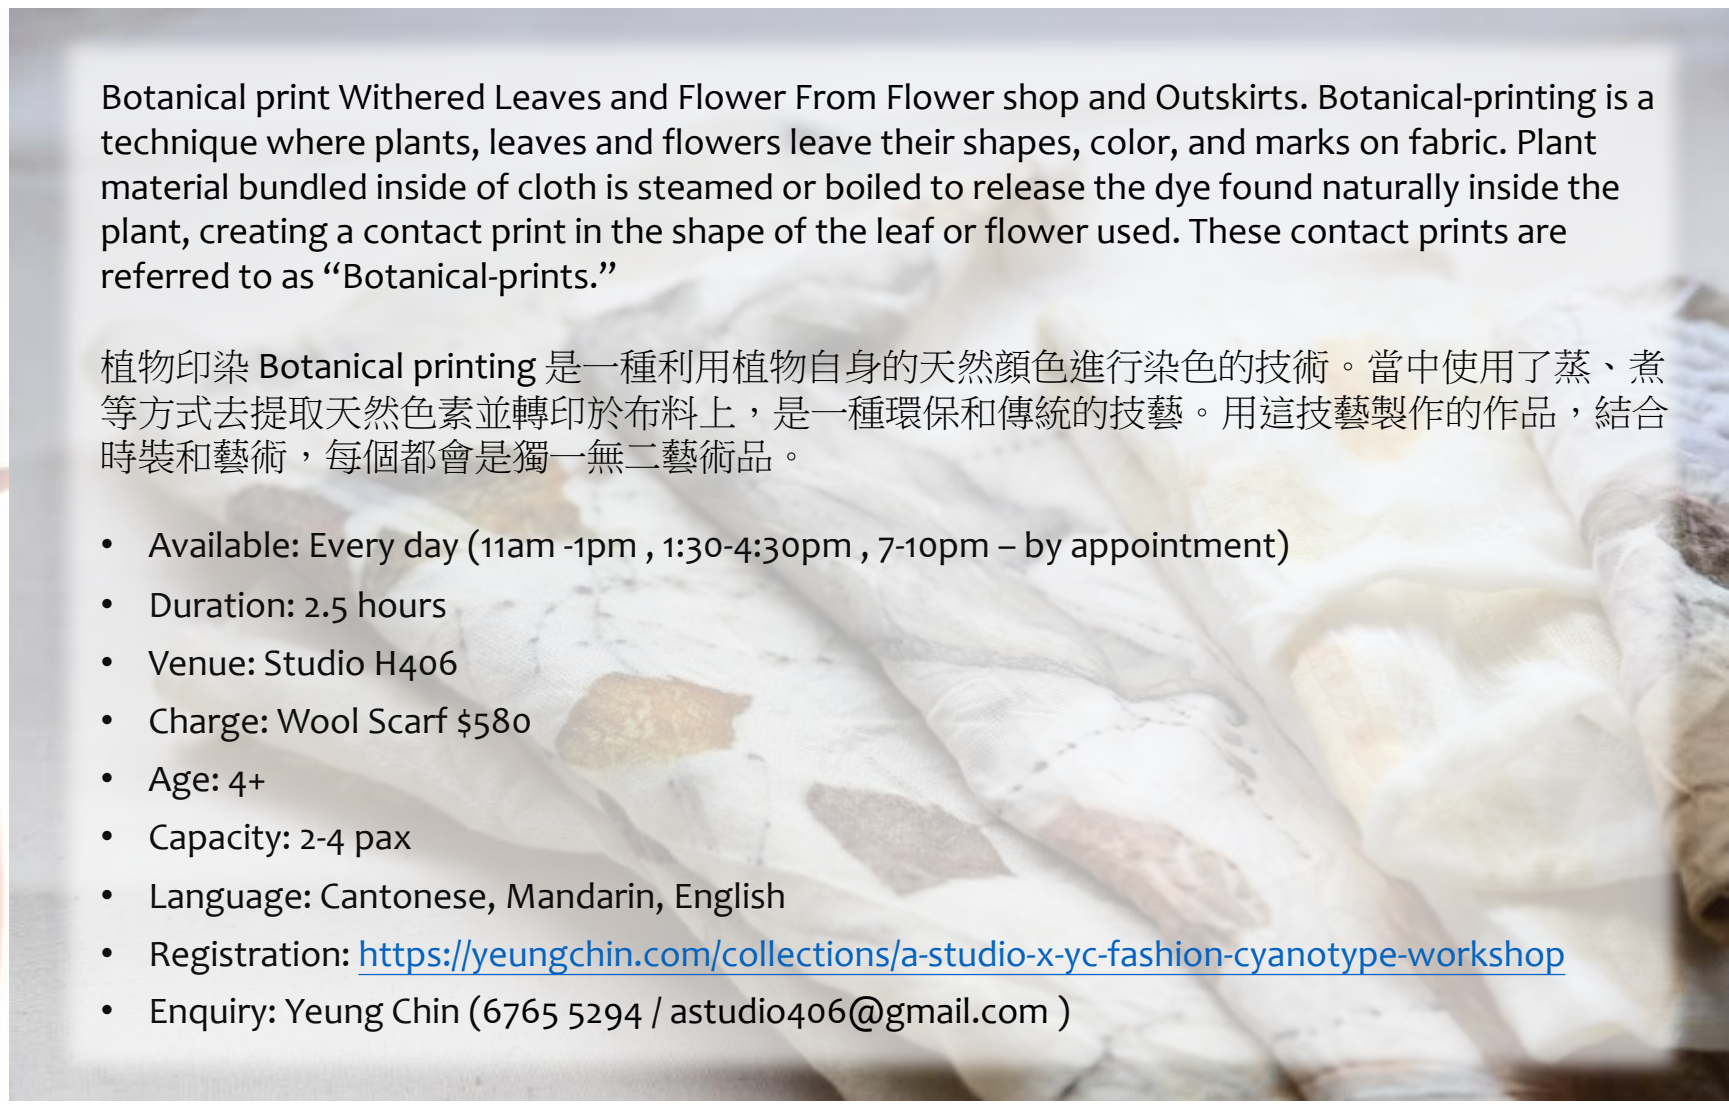 Botanical print Withered Leaves and Flower From Flower shop and Outskirts. Botanical-printing is a
technique where plants, leaves and flowers leave their shapes, color, and marks on fabric. Plant
material bundled inside of cloth is steamed or boiled to release the dye found naturally inside the
plant, creating a contact print in the shape of the leaf or flower used. These contact prints are
referred to as “Botanical-prints.”
植物印染 Botanical printing 是一種利用植物自身的天然顏色進行染色的技術。當中使用了蒸、煮
等方式去提取天然色素並轉印於布料上，是一種環保和傳統的技藝。用這技藝製作的作品，結合
時裝和藝術，每個都會是獨一無二藝術品。
• Available: Every day (11am -1pm , 1:30-4:30pm , 7-10pm – by appointment)
• Duration: 2.5 hours
• Venue: Studio H406
• Charge: Wool Scarf $580
• Age: 4+
• Capacity: 2-4 pax
• Language: Cantonese, Mandarin, English
• Registration: https://yeungchin.com/collections/a-studio-x-yc-fashion-cyanotype-workshop
• Enquiry: Yeung Chin (6765 5294 / astudio406@gmail.com )